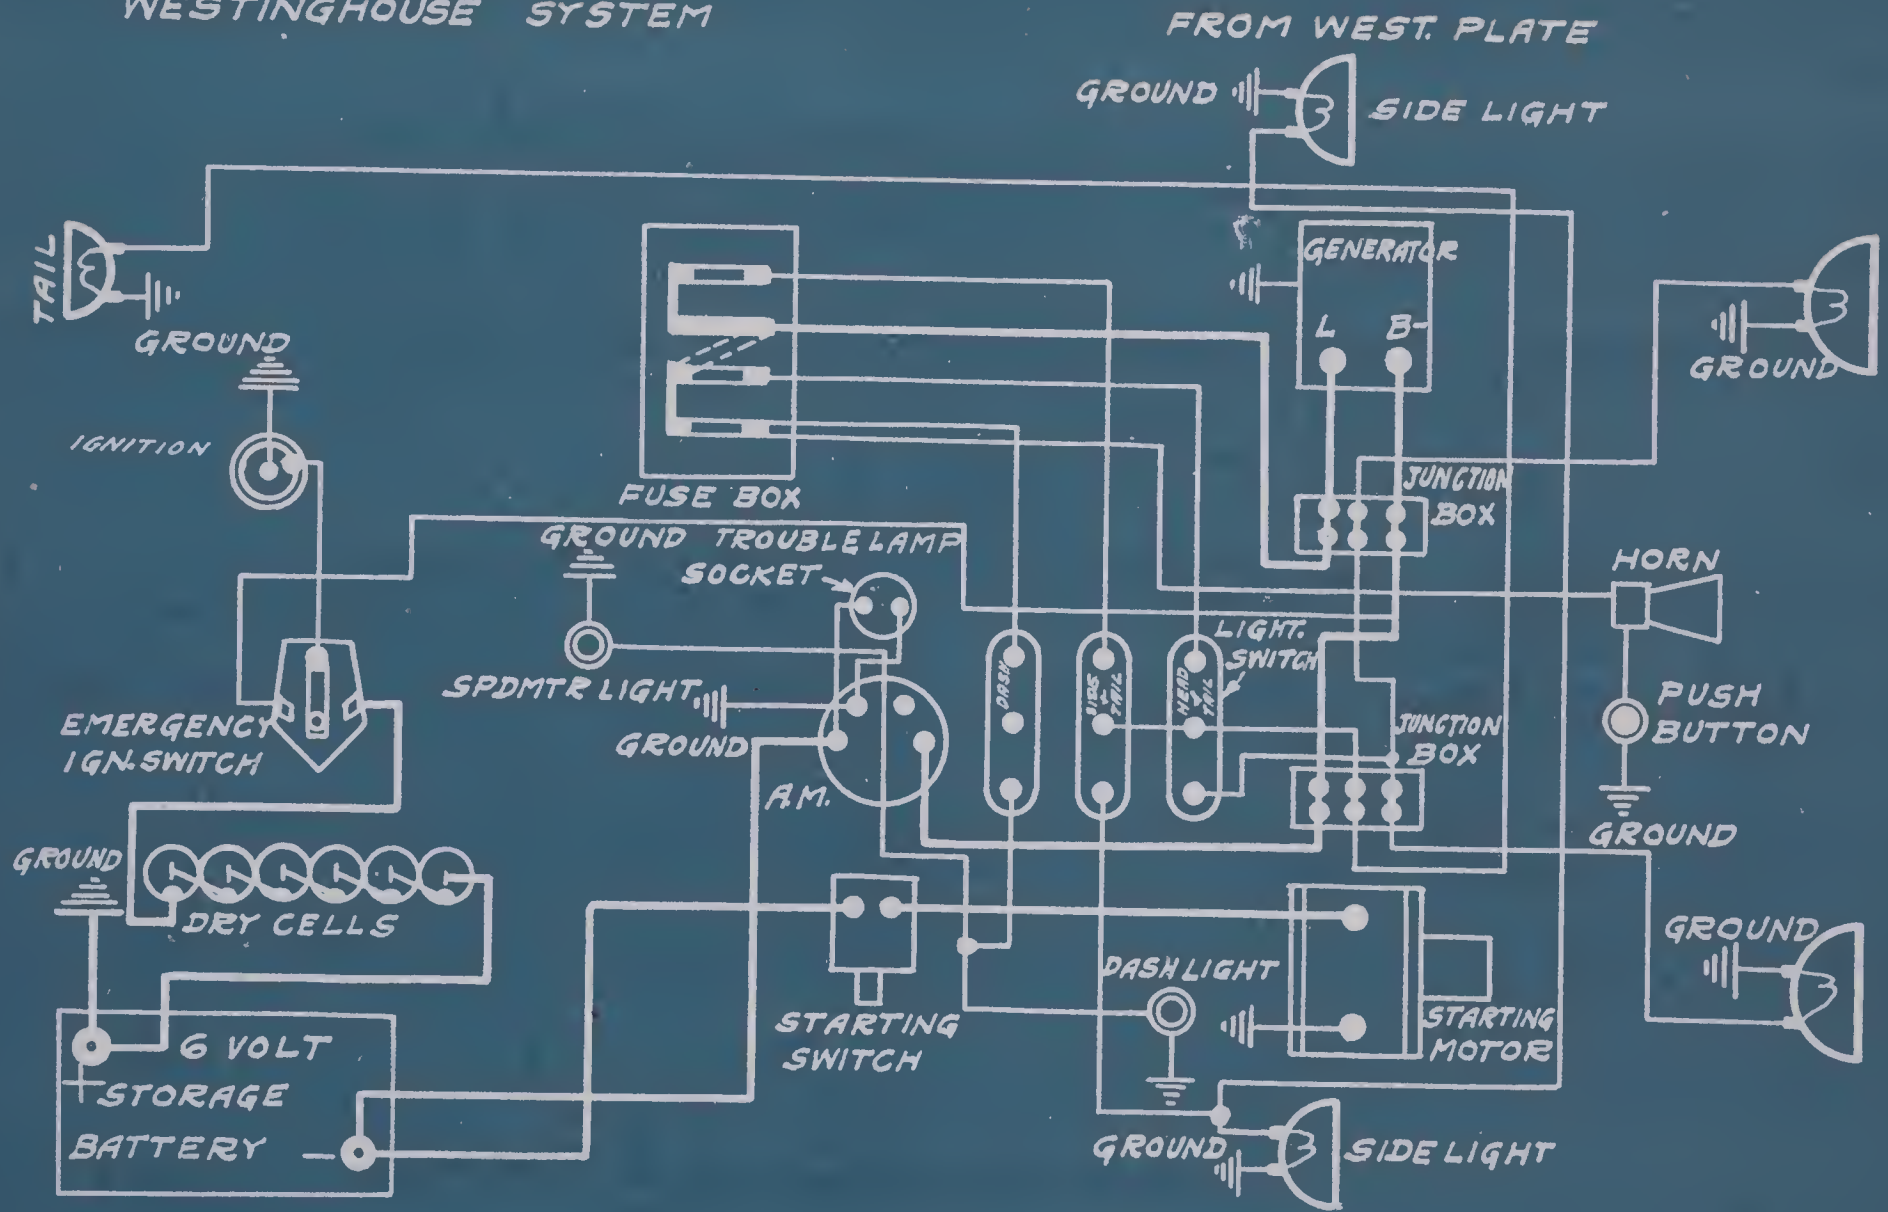 WESTINGHOUSE SYSTEM
FROM WEST. PLATE
GROUND
SIDE LIGHT
TAIL
GROUND
GENERATOR
L B-
GROUND
IGNITION
FUSE BOX
JUNCTION
BOX
GROUND TROUBLE LAMP
SOCKET
HORN
LIGHT.
SWITCH
SPDMTR LIGHT
DASH
SIDE
+
TAIL
HEAD
+
TAIL
PUSH
BUTTON
EMERGENCY
IGN. SWITCH
GROUND
JUNCTION
BOX
A.M.
GROUND
GROUND
DRY CELLS
GROUND
DASH LIGHT
STARTING
SWITCH
STARTING
MOTOR
6 VOLT
+ STORAGE
BATTERY -
GROUND
SIDE LIGHT